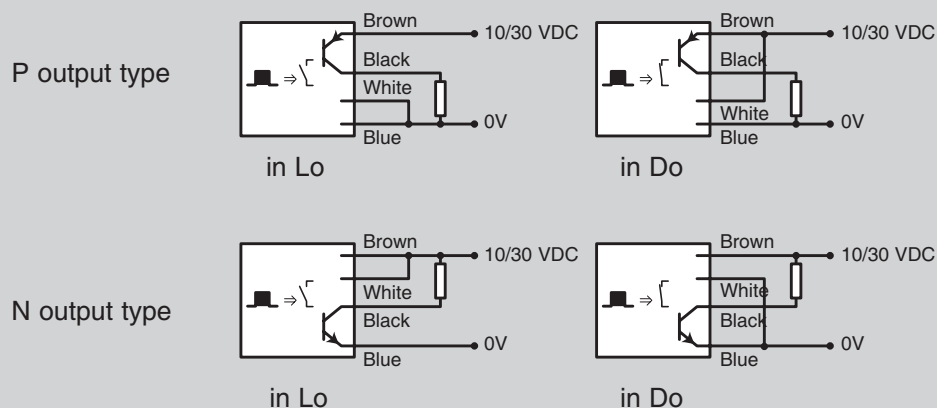 P output type
Brown
10/30 VDC
Black
White
0V
Blue
in Lo
Brown
10/30 VDC
Black
White
0V
Blue
in Do
N output type
Brown
10/30 VDC
White
Black
0V
Blue
in Lo
Brown
10/30 VDC
White
Black
0V
Blue
in Do